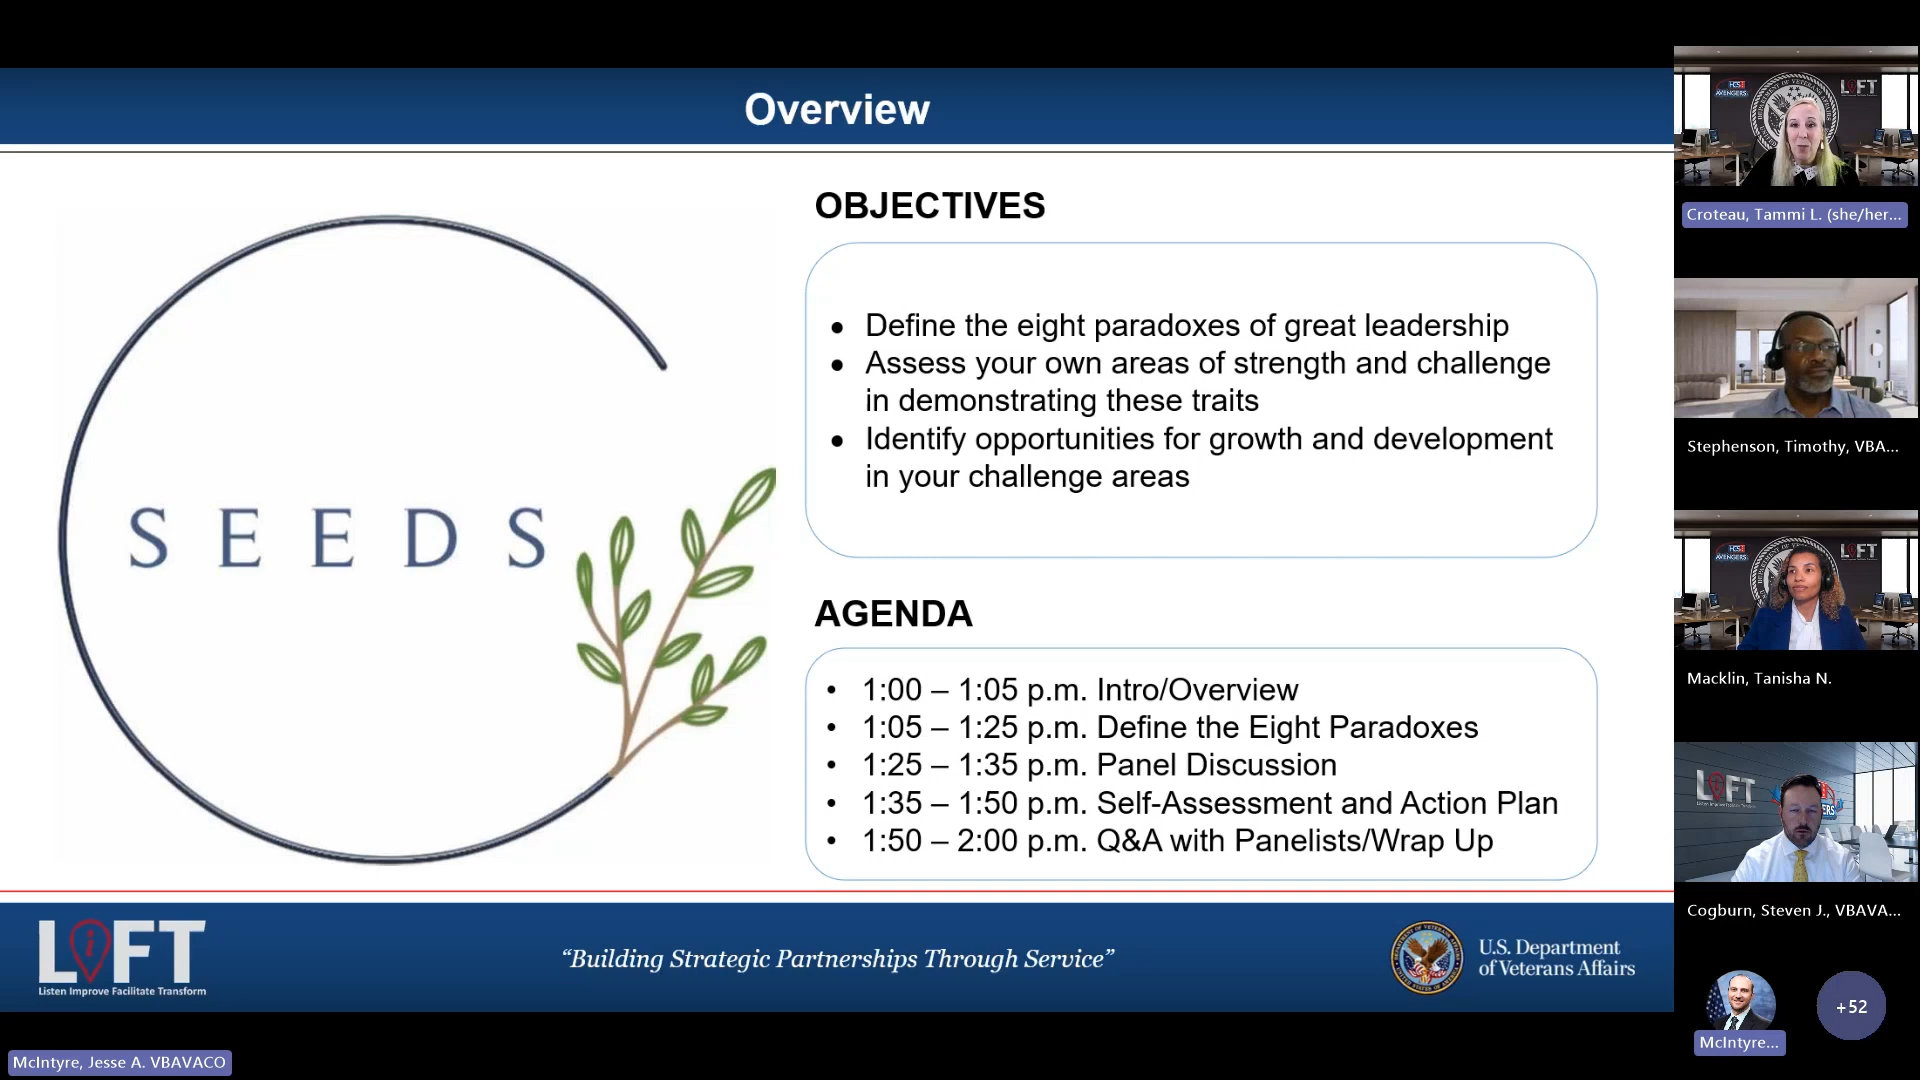 Overview
OBJECTIVES
• Define the eight paradoxes of great leadership
• Assess your own areas of strength and challenge
in demonstrating these traits
• Identify opportunities for growth and development
in your challenge areas
S E E D S
AGENDA
• 1:00 – 1:05 p.m. Intro/Overview
• 1:05 – 1:25 p.m. Define the Eight Paradoxes
• 1:25 – 1:35 p.m. Panel Discussion
• 1:35 – 1:50 p.m. Self-Assessment and Action Plan
• 1:50 – 2:00 p.m. Q&A with Panelists/Wrap Up
LiFT
Listen Improve Facilitate Transform
“Building Strategic Partnerships Through Service”
U.S. Department
of Veterans Affairs
McIntyre, Jesse A. VBAVACO
AVENGERS
LiFT
Croteau, Tammi L. (she/her...
Stephenson, Timothy, VBA...
LiFT
Macklin, Tanisha N.
LiFT
Cogburn, Steven J., VBAVA...
McIntyre...
+52